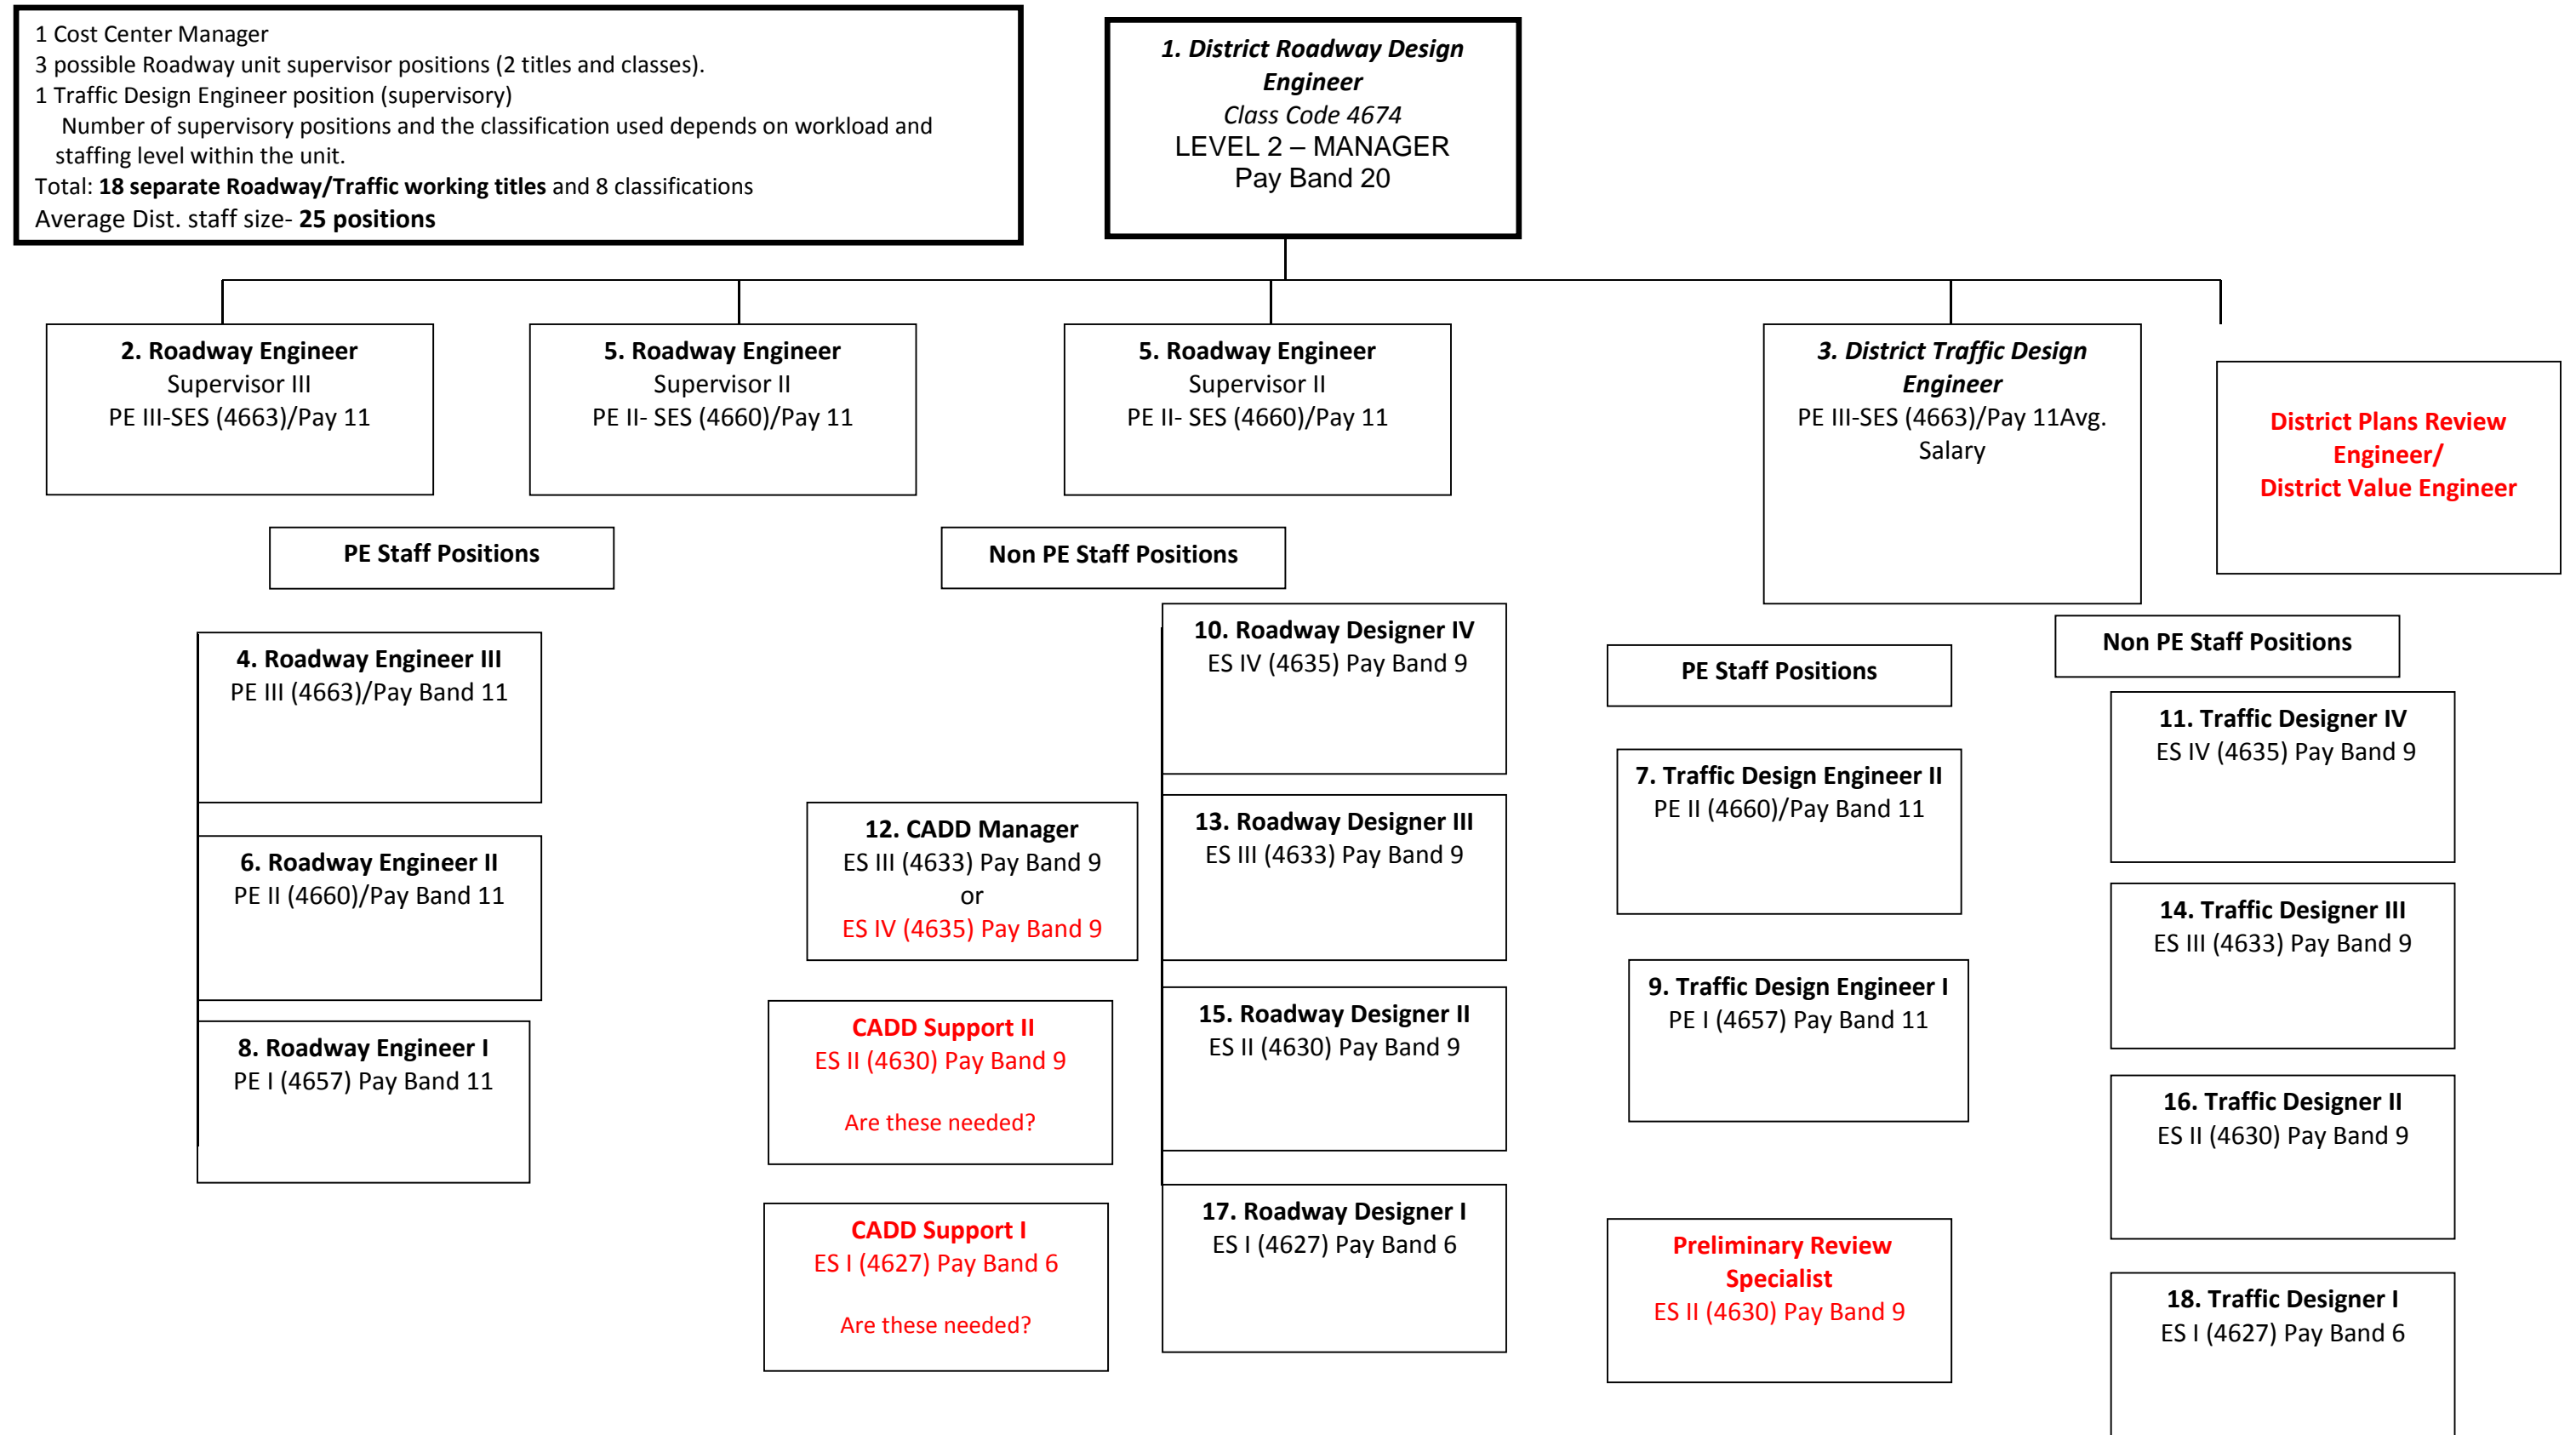 1 Cost Center Manager
3 possible Roadway unit supervisor positions (2 titles and classes).
1 Traffic Design Engineer position (supervisory)
Number of supervisory positions and the classification used depends on workload and
staffing level within the unit.
Total: 18 separate Roadway/Traffic working titles and 8 classifications
Average Dist. staff size- 25 positions
1. District Roadway Design
Engineer
Class Code 4674
LEVEL 2 – MANAGER
Pay Band 20
2. Roadway Engineer
Supervisor III
PE III-SES (4663)/Pay 11
5. Roadway Engineer
Supervisor II
PE II- SES (4660)/Pay 11
5. Roadway Engineer
Supervisor II
PE II- SES (4660)/Pay 11
3. District Traffic Design
Engineer
PE III-SES (4663)/Pay 11Avg.
Salary
District Plans Review
Engineer/
District Value Engineer
PE Staff Positions
4. Roadway Engineer III
PE III (4663)/Pay Band 11
6. Roadway Engineer II
PE II (4660)/Pay Band 11
8. Roadway Engineer I
PE I (4657) Pay Band 11
Non PE Staff Positions
12. CADD Manager
ES III (4633) Pay Band 9
or
ES IV (4635) Pay Band 9
CADD Support II
ES II (4630) Pay Band 9
Are these needed?
CADD Support I
ES I (4627) Pay Band 6
Are these needed?
10. Roadway Designer IV
ES IV (4635) Pay Band 9
13. Roadway Designer III
ES III (4633) Pay Band 9
15. Roadway Designer II
ES II (4630) Pay Band 9
17. Roadway Designer I
ES I (4627) Pay Band 6
PE Staff Positions
7. Traffic Design Engineer II
PE II (4660)/Pay Band 11
9. Traffic Design Engineer I
PE I (4657) Pay Band 11
Preliminary Review
Specialist
ES II (4630) Pay Band 9
Non PE Staff Positions
11. Traffic Designer IV
ES IV (4635) Pay Band 9
14. Traffic Designer III
ES III (4633) Pay Band 9
16. Traffic Designer II
ES II (4630) Pay Band 9
18. Traffic Designer I
ES I (4627) Pay Band 6